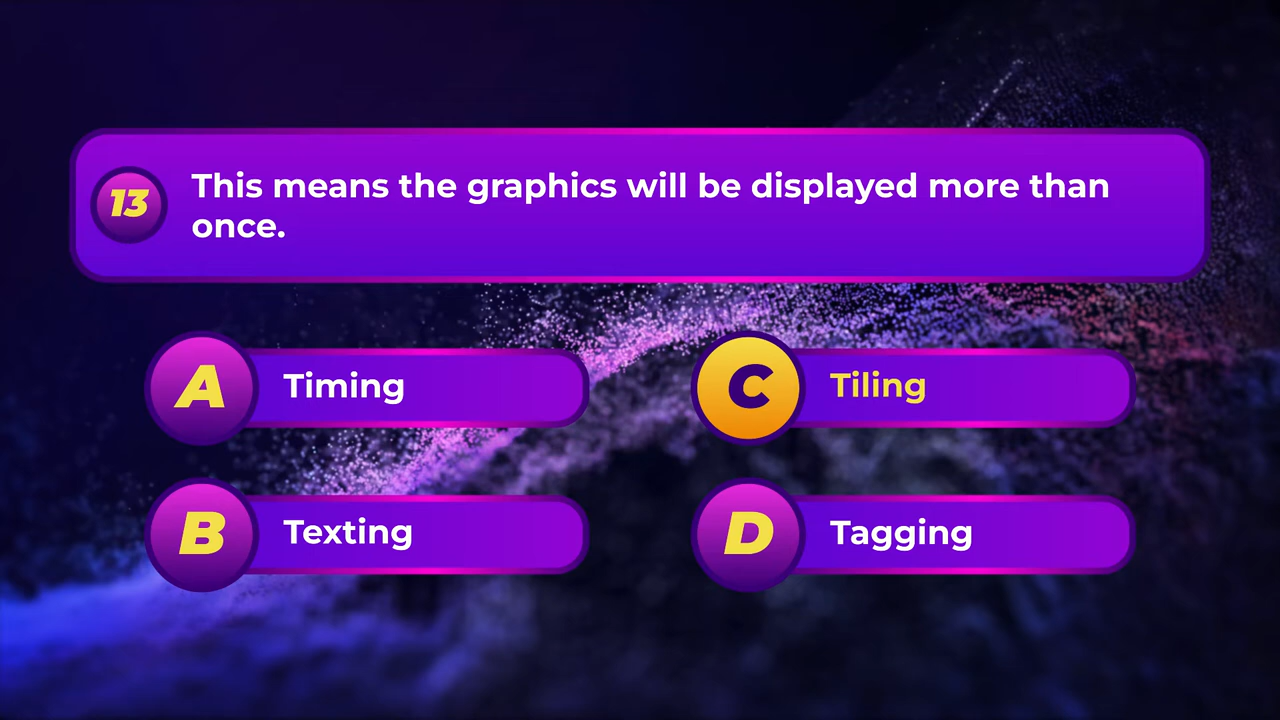 13
This means the graphics will be displayed more than
once.
A
Timing
C
Tiling
B
Texting
D
Tagging